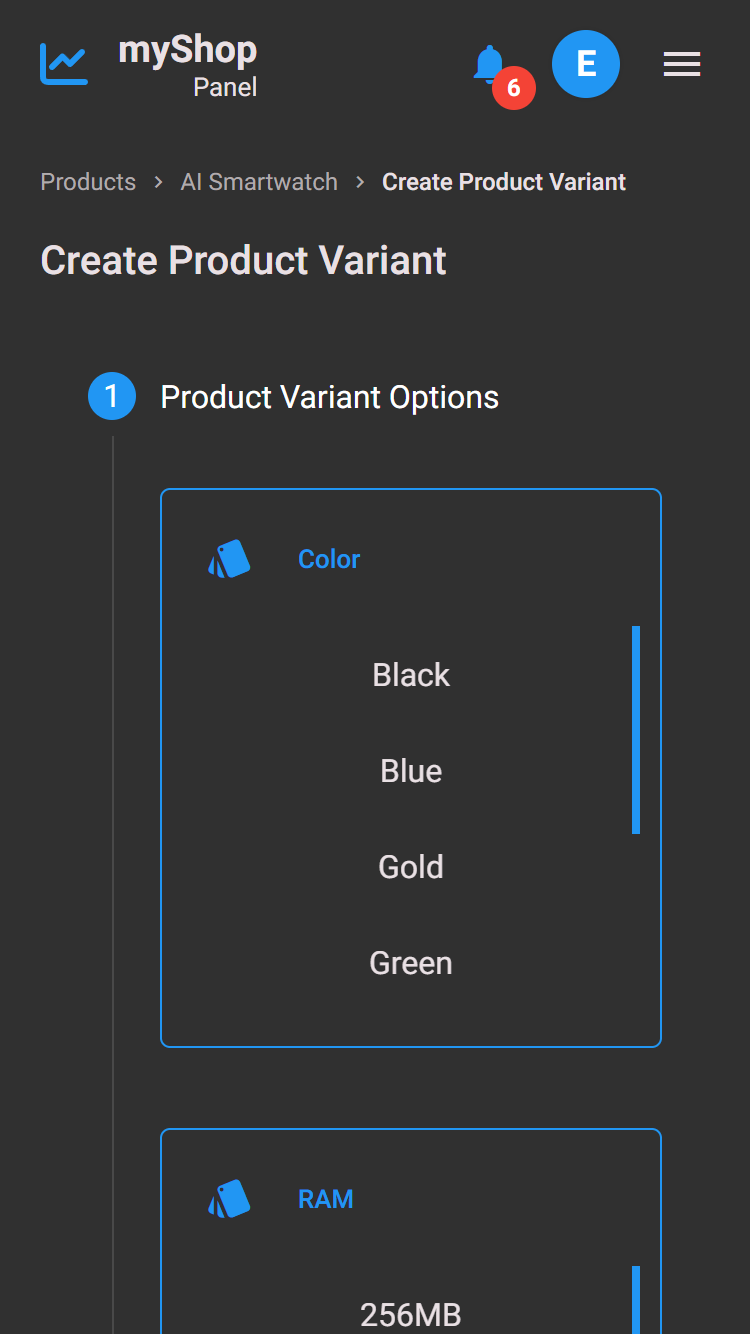 myShop
Panel
6
E
Products > AI Smartwatch > Create Product Variant
Create Product Variant
1 Product Variant Options
Color
Black
Blue
Gold
Green
RAM
256MB